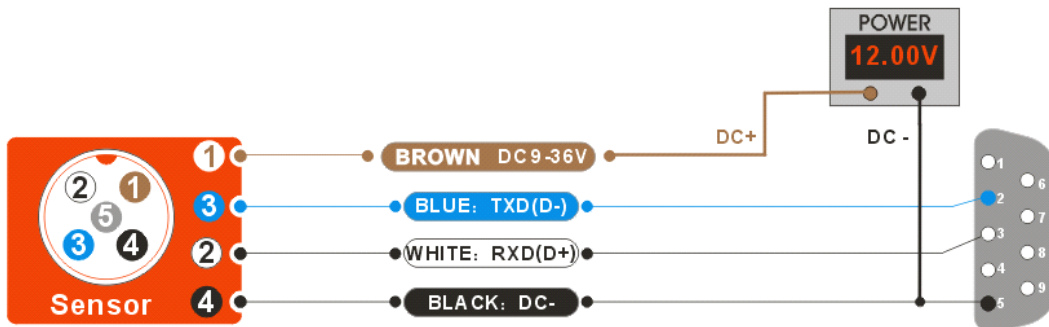 POWER
12.00V
DC+
DC -
1
BROWN DC9-36V
2
1
5
3
4
3
BLUE: TXD(D-)
2
WHITE: RXD(D+)
4
BLACK: DC-
Sensor
1
6
2
7
3
8
4
9
5